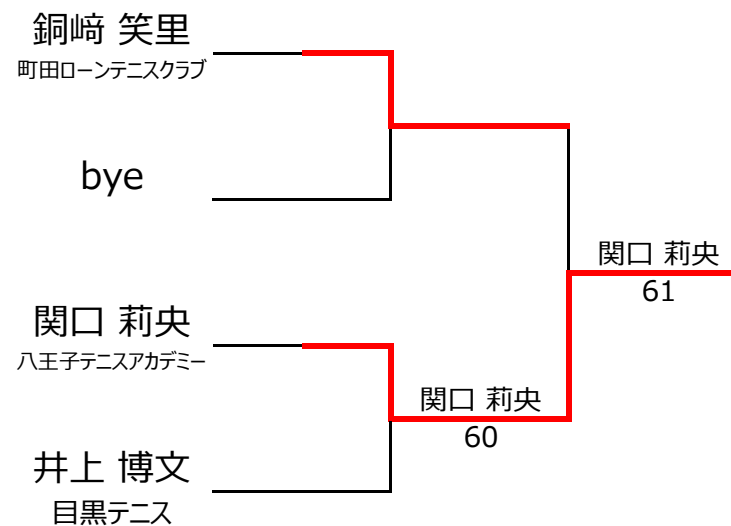 銅﨑 笑里
町田ローンテニスクラブ
bye
関口 莉央
61
関口 莉央
八王子テニスアカデミー
関口 莉央
60
井上 博文
目黒テニス